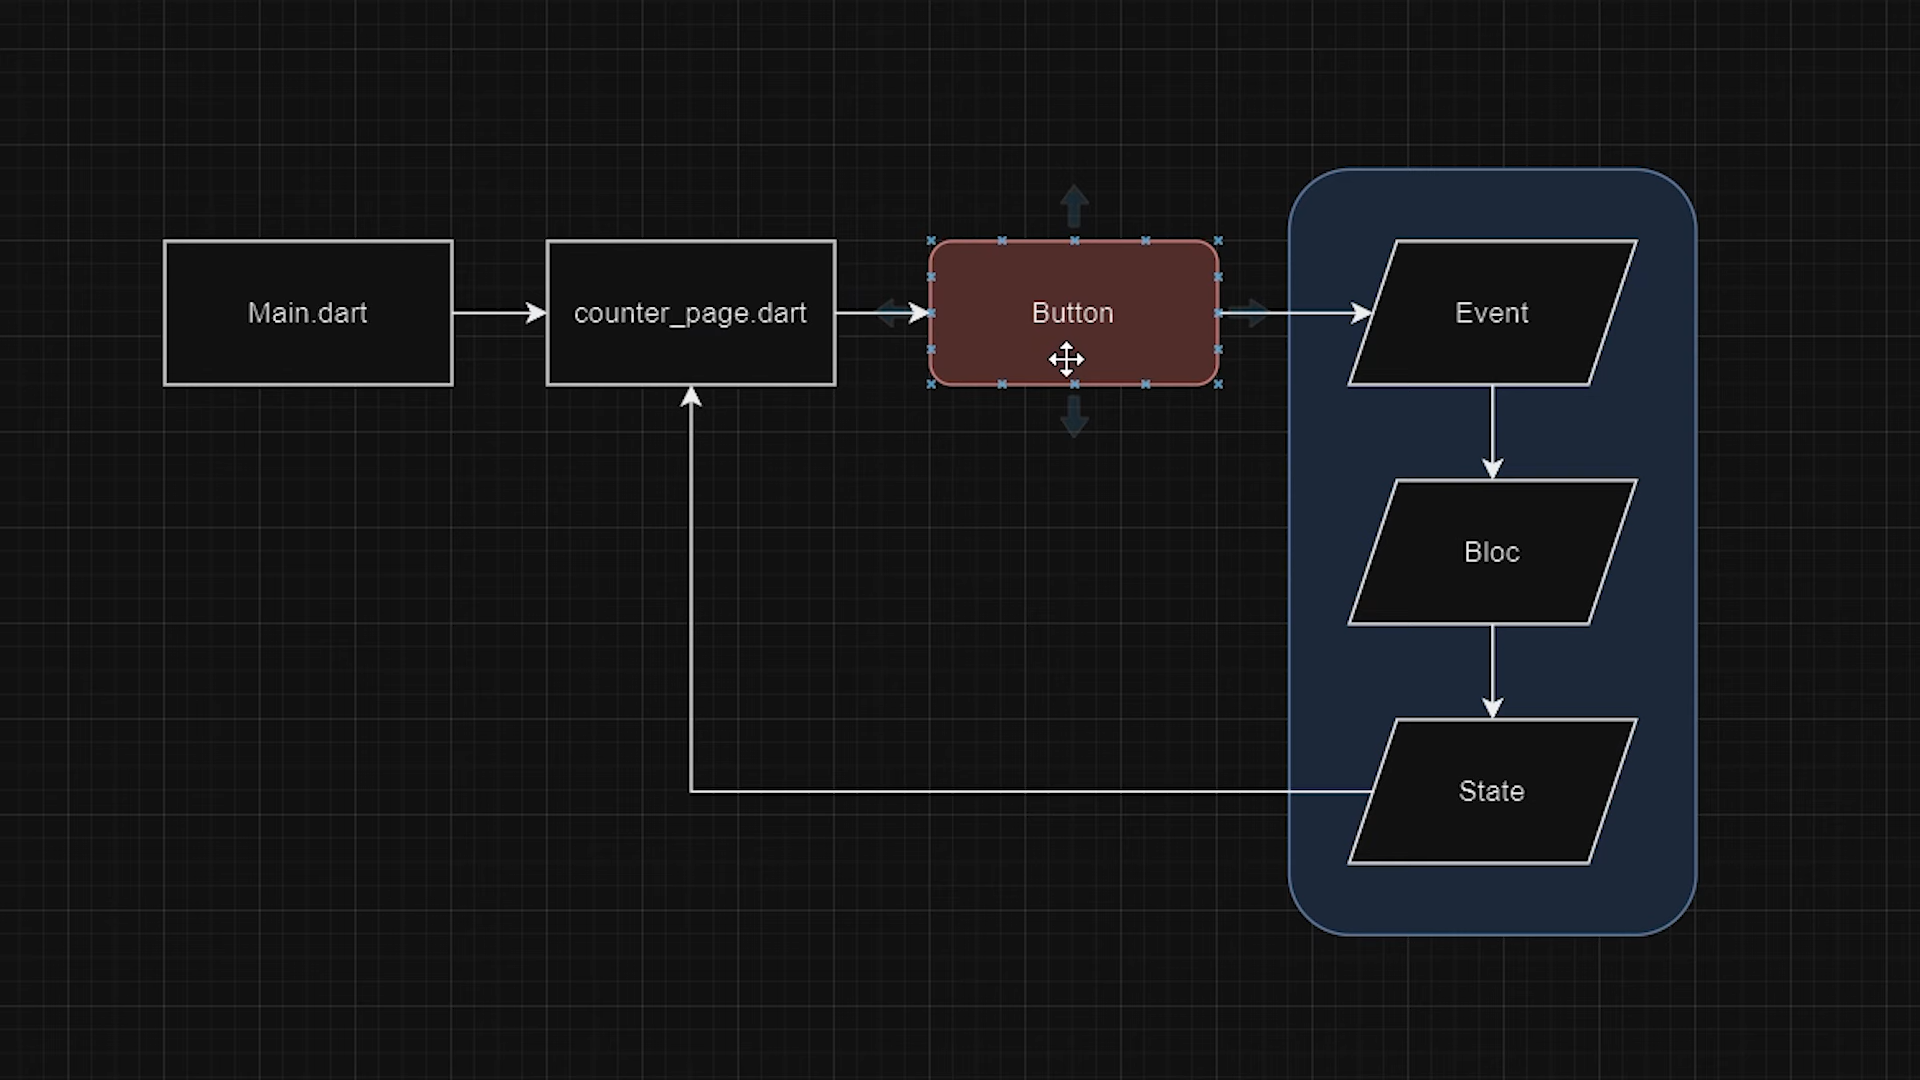 Main.dart
counter_page.dart
Button
Event
Bloc
State